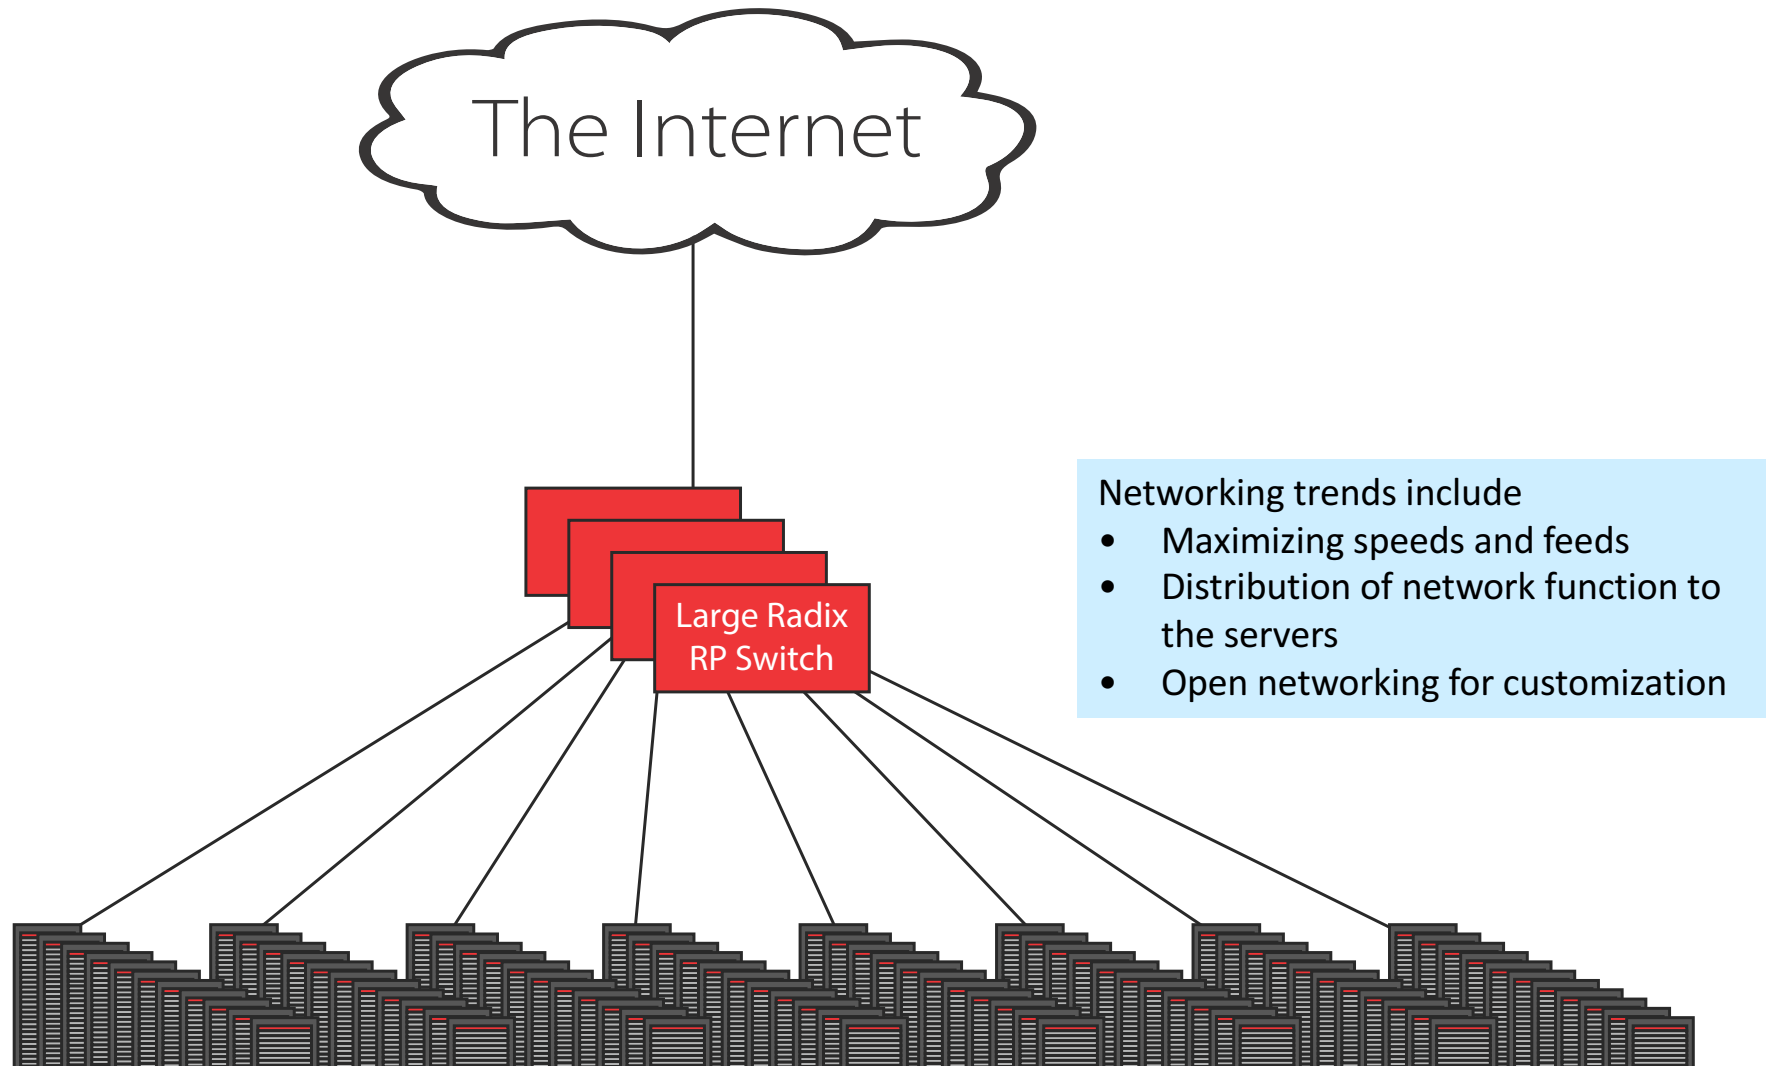 The Internet
Large Radix
RP Switch
Networking trends include
• Maximizing speeds and feeds
• Distribution of network function to
the servers
• Open networking for customization